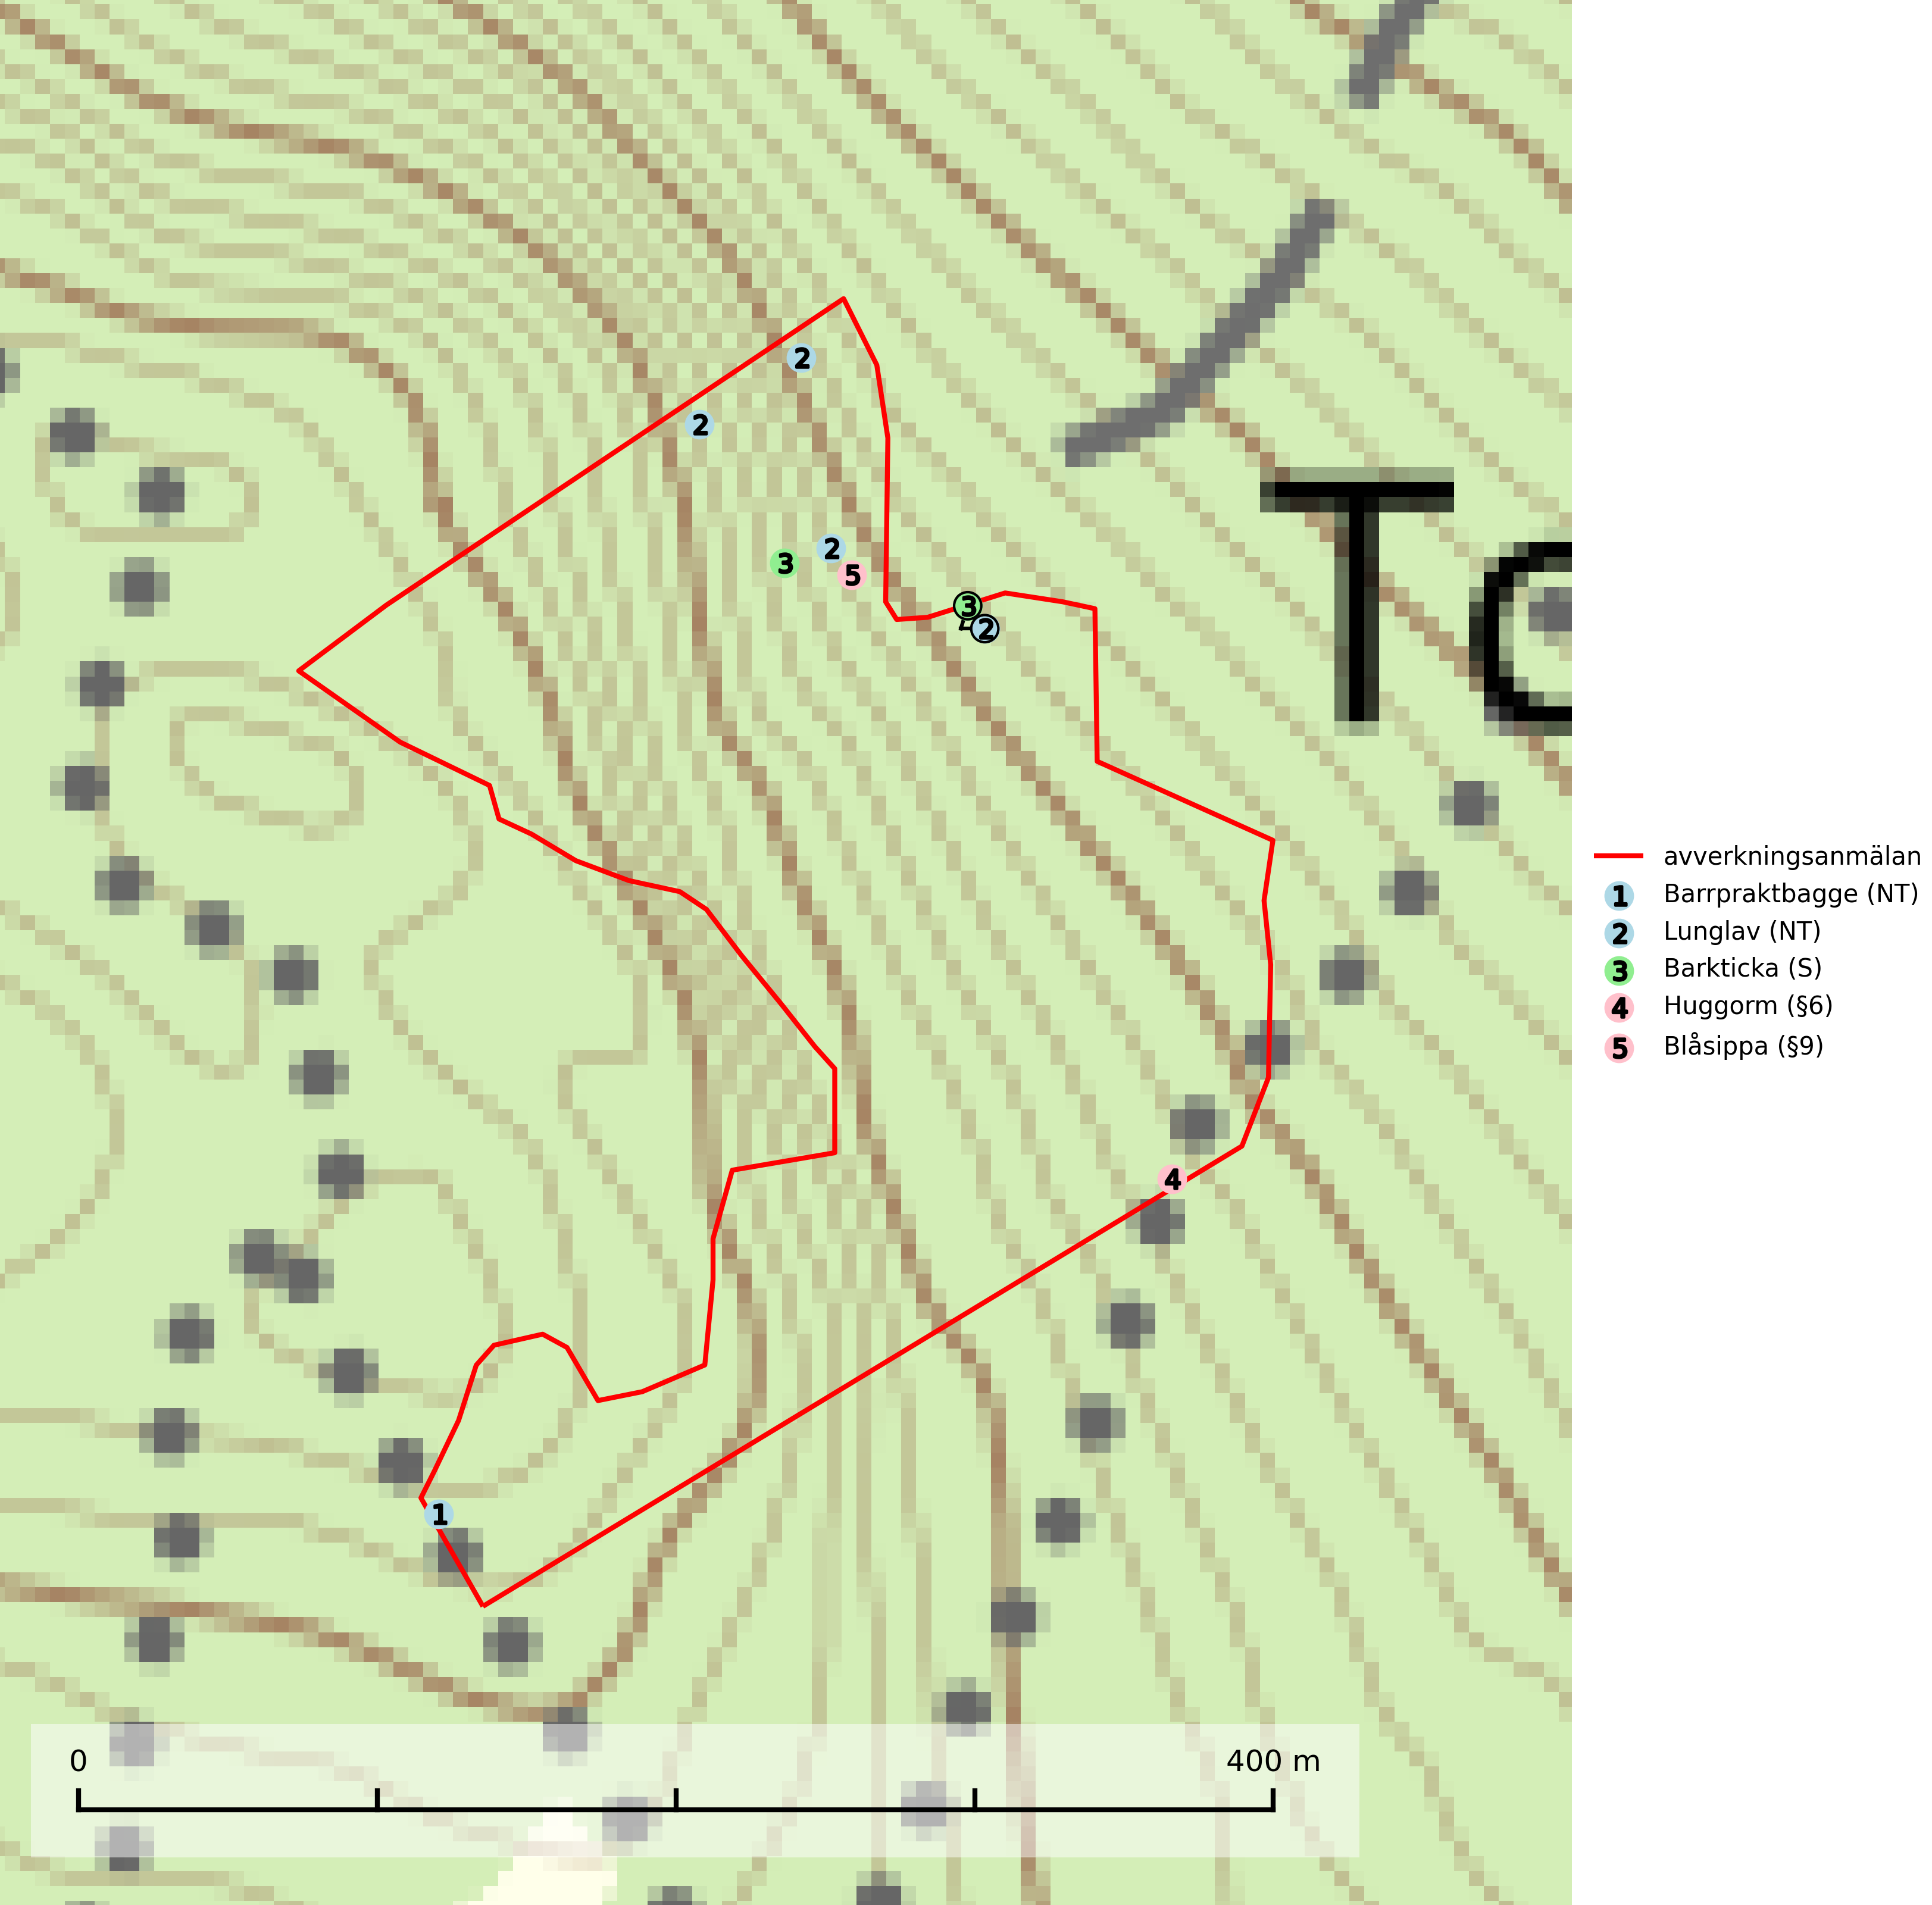 2
2
2
3
5
3
2
TO
avverkningsanmälan
1 Barrpraktbagge (NT)
2 Lunglav (NT)
3 Barkticka (S)
4 Huggorm (§6)
5 Blåsippa (§9)
4
1
0 400 m